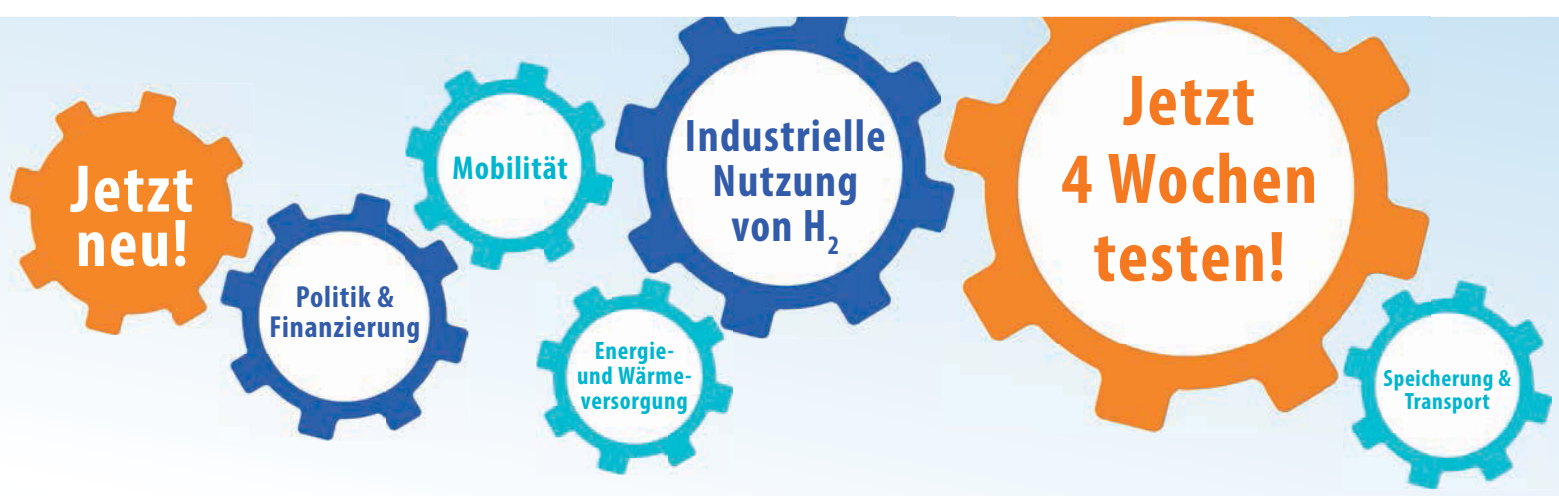 Jetzt
neu!
Politik &
Finanzierung
Mobilität
Energie-
und Wärme-
versorgung
Industrielle
Nutzung
von H₂
Jetzt
4 Wochen
testen!
Speicherung &
Transport